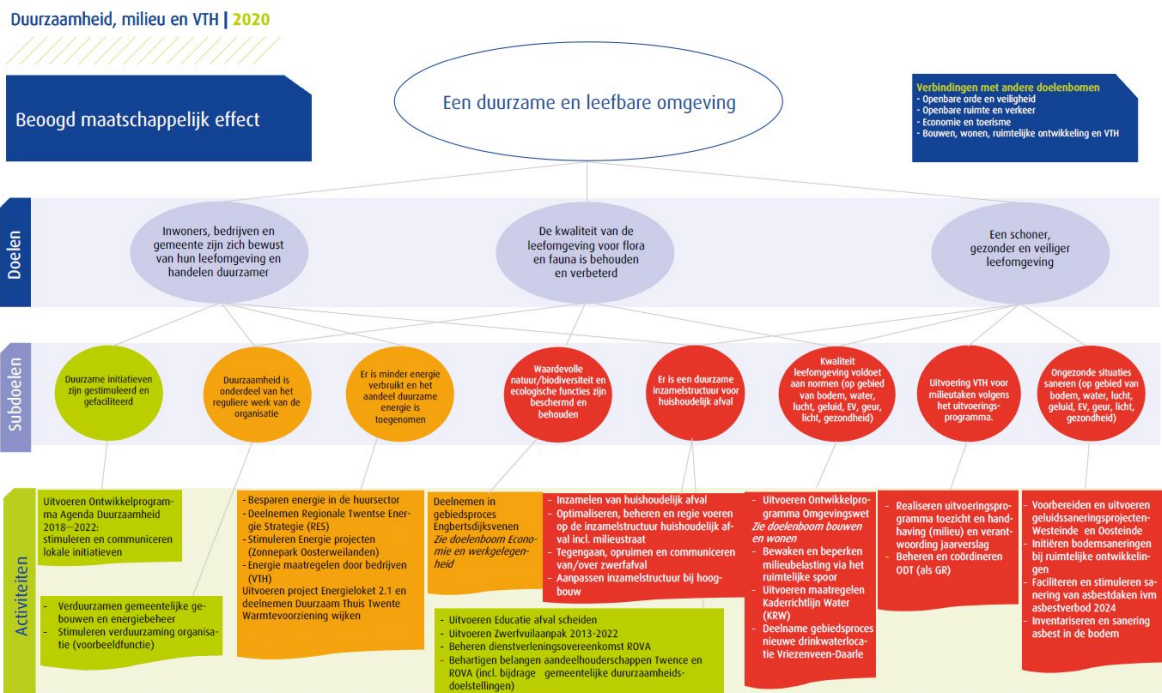 Duurzaamheid, milieu en VTH | 2020
Beoogd maatschappelijk effect
Een duurzame en leefbare omgeving
Verbindingen met andere doelenbomen
- Openbare orde en veiligheid
- Openbare ruimte en verkeer
- Economie en toerisme
- Bouwen, wonen, ruimtelijke ontwikkeling en VTH
Doelen
Inwoners, bedrijven en
gemeente zijn zich bewust
van hun leefomgeving en
handelen duurzamer
De kwaliteit van de
leefomgeving voor flora
en fauna is behouden
en verbeterd
Een schoner,
gezonder en veiliger
leefomgeving
Subdoelen
Duurzame initiatieven
zijn gestimuleerd en
gefaciliteerd
Duurzaamheid is
onderdeel van het
reguliere werk van de
organisatie
Er is minder energie
verbruikt en het
aandeel duurzame
energie is
toegenomen
Waardevolle
natuur/biodiversiteit en
ecologische functies zijn
beschermd en
behouden
Er is een duurzame
inzamelstructuur voor
huishoudelijk afval
Kwaliteit
leefomgeving voldoet
aan normen (op gebied
van bodem, water,
lucht, geluid, EV, geur,
licht, gezondheid)
Uitvoering VTH voor
milieutaken volgens
het uitvoerings-
programma.
Ongezonde situaties
saneren (op gebied van
bodem, water, lucht,
geluid, EV, geur, licht,
gezondheid)
Activiteiten
Uitvoeren Ontwikkelprogram-
ma Agenda Duurzaamheid
2018—2022:
stimuleren en communiceren
lokale initiatieven
- Verduurzamen gemeentelijke ge-
bouwen en energiebeheer
- Stimuleren verduurzaming organisa-
tie (voorbeeldfunctie)
- Besparen energie in de huursector
- Deelnemen Regionale Twentse Ener-
gie Strategie (RES)
- Stimuleren Energie projecten
(Zonnepark Oosterweilanden)
- Energie maatregelen door bedrijven
(VTH)
Uitvoeren project Energieloket 2.1 en
deelnemen Duurzaam Thuis Twente
Warmtevoorziening wijken
Deelnemen in
gebiedsproces
Engbertsdijksvenen
Zie doelenboom Econo-
mie en werkgelegen-
heid
- Inzamelen van huishoudelijk afval
- Optimaliseren, beheren en regie voeren
op de inzamelstructuur huishoudelijk af-
val incl. milieustraat
- Tegengaan, opruimen en communiceren
van/over zwerfafval
- Aanpassen inzamelstructuur bij hoog-
bouw
- Uitvoeren Educatie afval scheiden
- Uitvoeren Zwerfvuilaanpak 2013-2022
- Beheren dienstverleningsovereenkomst ROVA
- Behartigen belangen aandeelhouderschappen Twence en
ROVA (incl. bijdrage gemeentelijke dururzaamheids-
doelstellingen)
- Uitvoeren Ontwikkelpro-
gramma Omgevingswet
Zie doelenboom bouwen
en wonen
- Bewaken en beperken
milieubelasting via het
ruimtelijke spoor
- Uitvoeren maatregelen
Kaderrichtlijn Water
(KRW)
- Deelname gebiedsproces
nieuwe drinkwaterloca-
tie Vriezenveen-Daarle
- Realiseren uitvoeringspro-
gramma toezicht en hand-
having (milieu) en verant-
woording jaarverslag
- Beheren en coördineren
ODT (als GR)
- Voorbereiden en uitvoeren
geluidssaneringsprojecten-
Westeinde en Oosteinde
- Initiëren bodemsaneringen
bij ruimtelijke ontwikkelin-
gen
- Faciliteren en stimuleren sa-
nering van asbestdaken ivm
asbestverbod 2024
- Inventariseren en sanering
asbest in de bodem